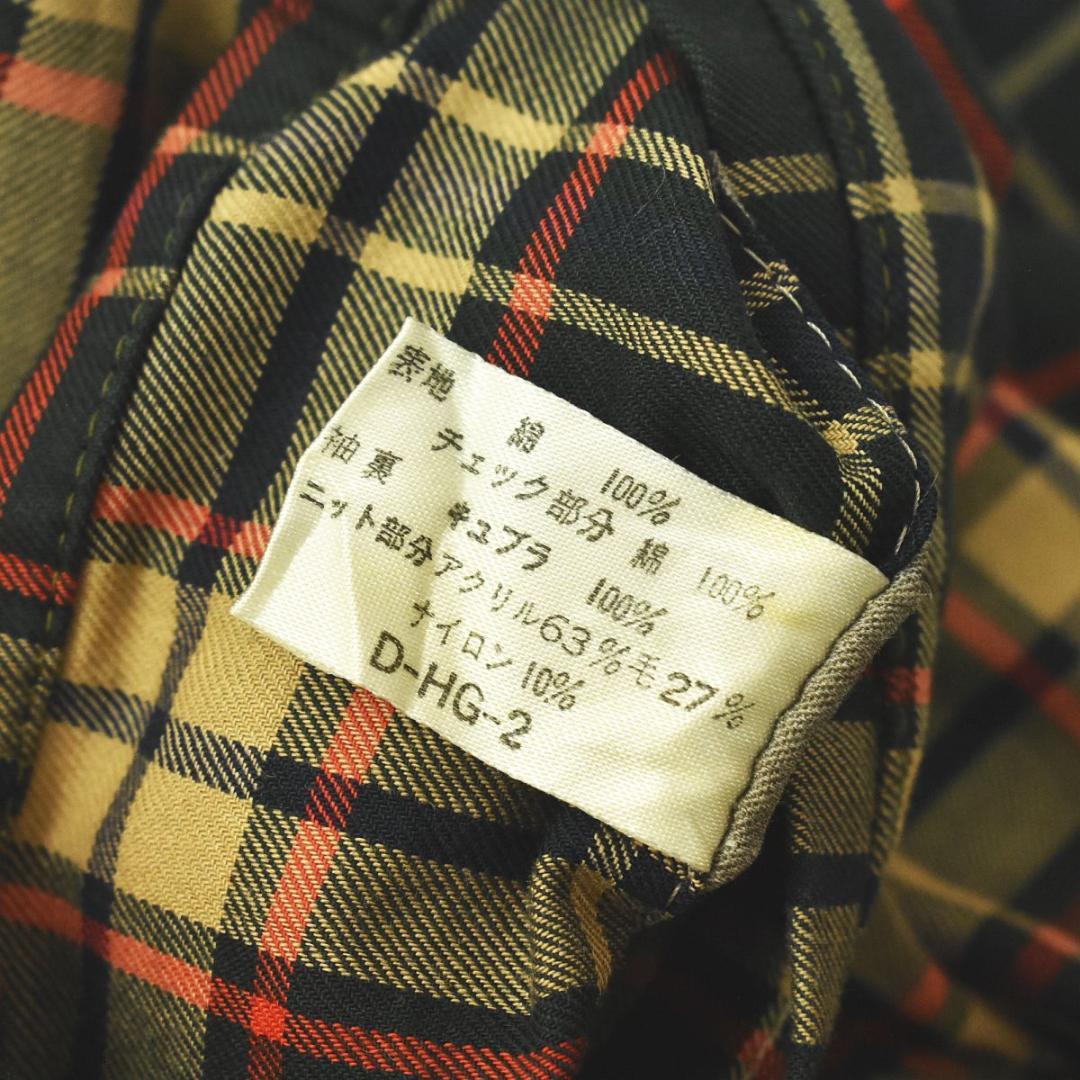 表地 綿 100%
チェック部分 綿 100%
袖裏 キュプラ 100%
ニット部分アクリル63%毛27%
ナイロン10%
D-HG-2